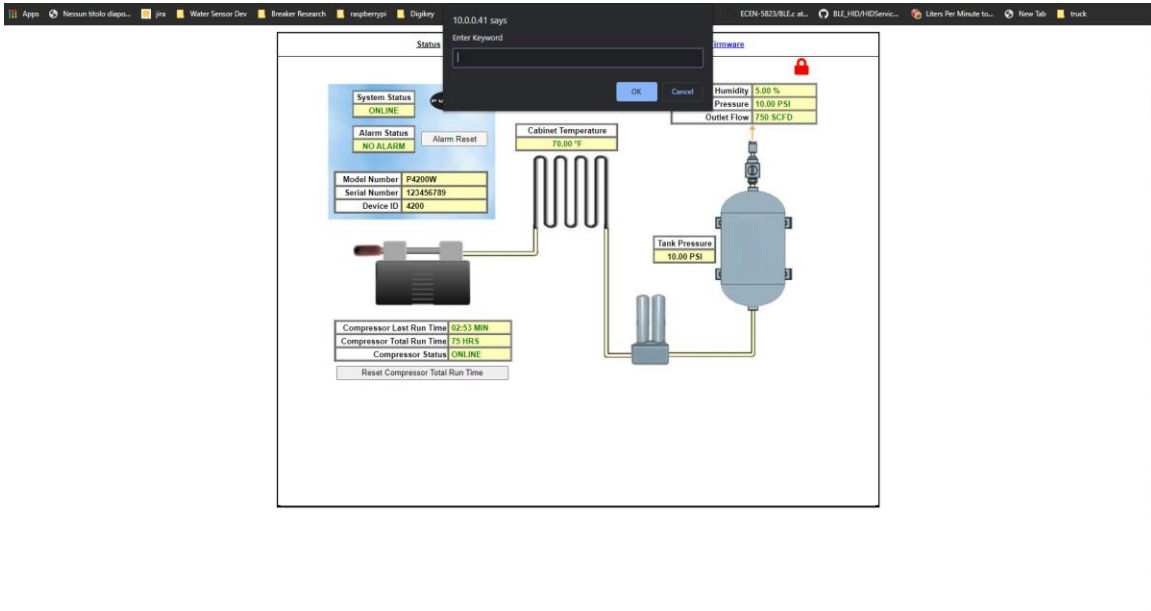 Apps Nessun titolo diapo... jira Water Sensor Dev Breaker Research raspberrypi Digikey ECEN-5823/BLE.c at... BLE_HID/HIDServic... Liters Per Minute to... New Tab truck
10.0.0.41 says
Enter Keyword
OK Cancel
Status
System Status
ONLINE
Alarm Status
NO ALARM
Alarm Reset
Model Number P4200W
Serial Number 123456789
Device ID 4200
Cabinet Temperature
70.00 °F
Humidity 5.00 %
Pressure 10.00 PSI
Outlet Flow 750 SCFD
Tank Pressure
10.00 PSI
Compressor Last Run Time 02:53 MIN
Compressor Total Run Time 75 HRS
Compressor Status ONLINE
Reset Compressor Total Run Time